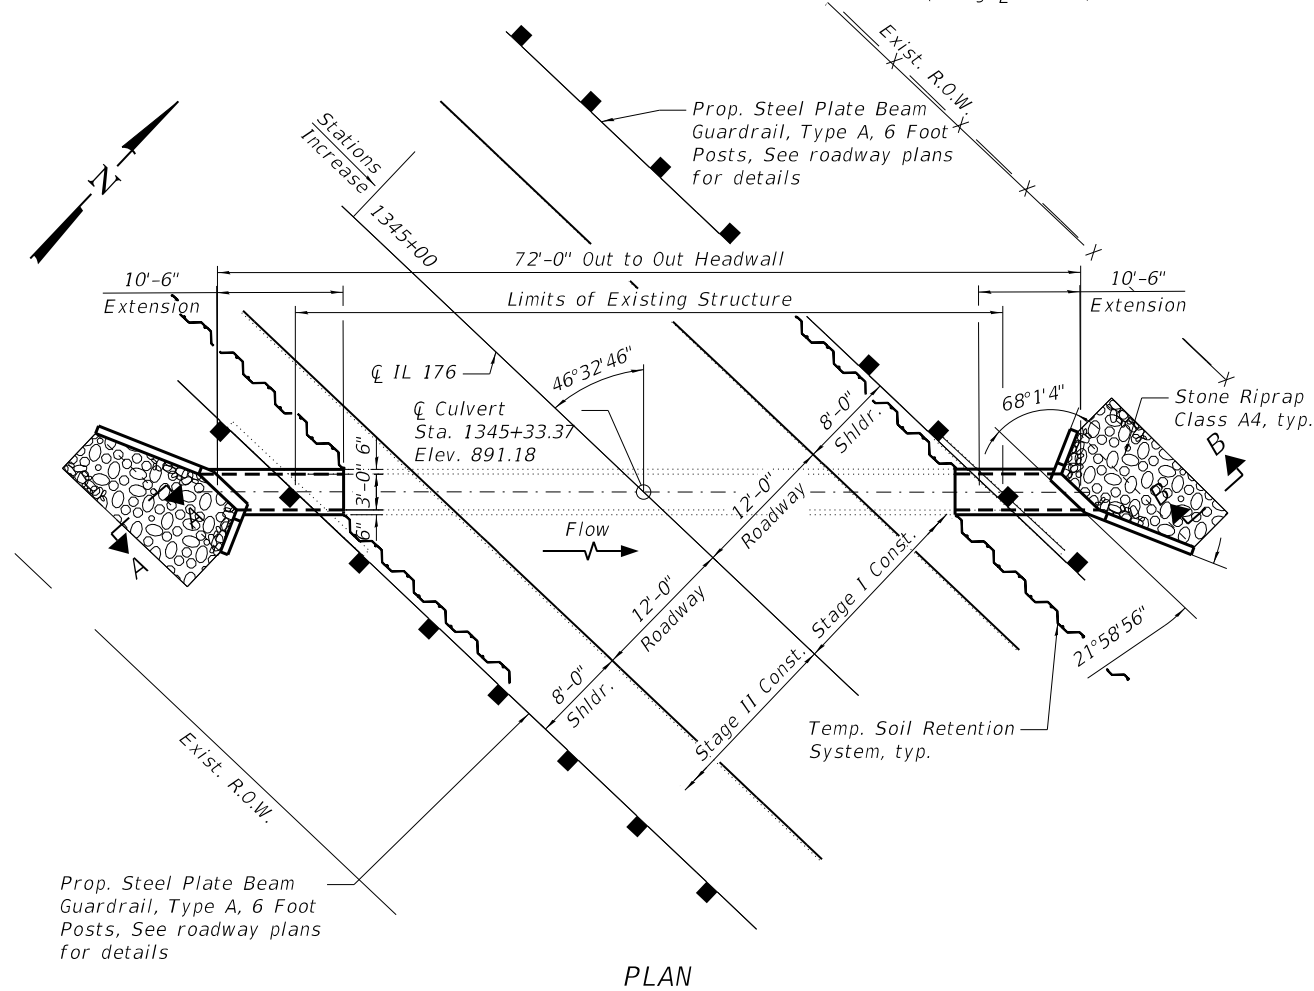 Exist. R.O.W.
Prop. Steel Plate Beam
Guardrail, Type A, 6 Foot
Posts, See roadway plans
for details
Stations
Increase
N
1345+00
72'-0" Out to Out Headwall
10'-6"
Extension
Limits of Existing Structure
10'-6"
Extension
℄ IL 176
46°32'46"
℄ Culvert
Sta. 1345+33.37
Elev. 891.18
8'-0"
Shldr.
68°1'4"
Stone Riprap
Class A4, typ.
B
B
6"
3'-0"
6"
A
A
Flow
12'-0"
Roadway
12'-0"
Roadway
8'-0"
Shldr.
Stage I Const.
Stage II Const.
21°58'56"
Temp. Soil Retention
System, typ.
Exist. R.O.W.
Prop. Steel Plate Beam
Guardrail, Type A, 6 Foot
Posts, See roadway plans
for details
PLAN